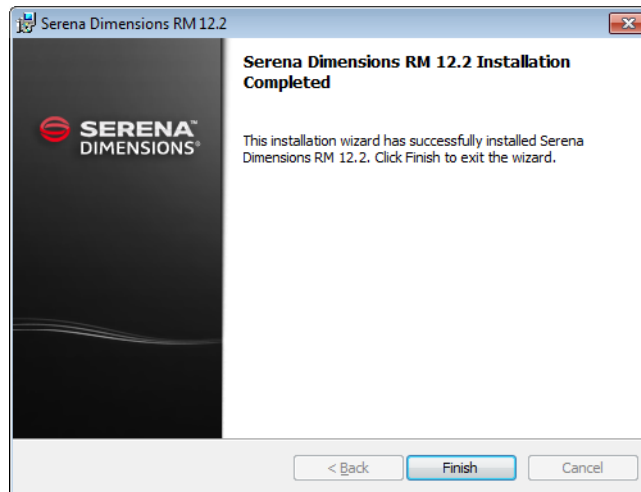 Serena Dimensions RM 12.2
Serena Dimensions RM 12.2 Installation
Completed
SERENA™
DIMENSIONS®
This installation wizard has successfully installed Serena
Dimensions RM 12.2. Click Finish to exit the wizard.
< Back
Finish
Cancel